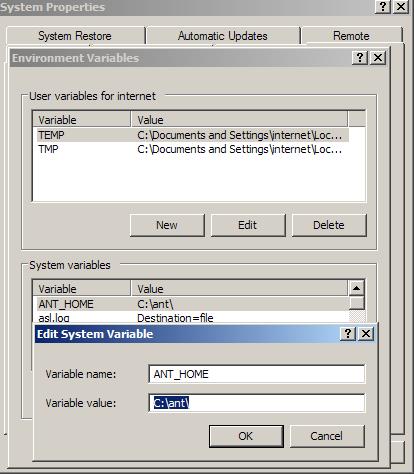 System Properties
System Restore Automatic Updates Remote
Environment Variables
User variables for internet
Variable Value
TEMP C:\Documents and Settings\internet\Loc...
TMP C:\Documents and Settings\internet\Loc...
New Edit Delete
System variables
Variable Value
ANT_HOME C:\ant\
asl.log Destination=file
Edit System Variable
Variable name: ANT_HOME
Variable value: C:\ant\
OK Cancel